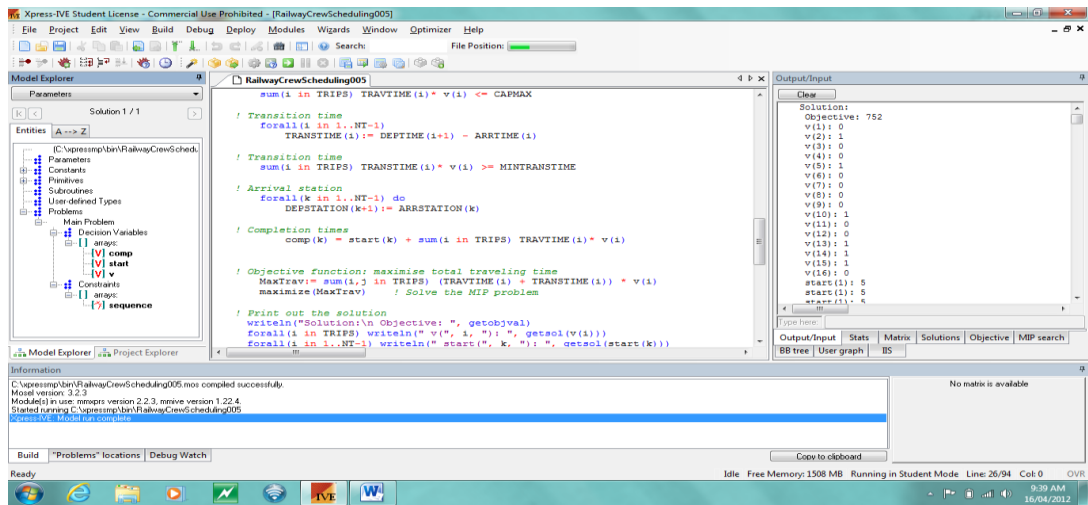 Xpress-IVE Student License - Commercial Use Prohibited - [RailwayCrewScheduling005]
File Project Edit View Build Debug Deploy Modules Wizards Window Optimizer Help
Search: File Position:
Model Explorer
Parameters
Solution 1 / 1
Entities A --> Z
(C:\xpressmp\bin\RailwayCrewSchedu
Parameters
Constants
Primitives
Subroutines
User-defined Types
Problems
Main Problem
Decision Variables
[ ] arrays:
[V] comp
[V] start
[V] v
Constraints
[ ] arrays:
sequence
Model Explorer Project Explorer
RailwayCrewScheduling005
sum(i in TRIPS) TRAVTIME(i)* v(i) <= CAPMAX
! Transition time
forall(i in 1..NT-1)
TRANSTIME(i):= DEPTIME(i+1) - ARRTIME(i)
! Transition time
sum(i in TRIPS) TRANSTIME(i)* v(i) >= MINTRANSTIME
! Arrival station
forall(k in 1..NT-1) do
DEPSTATION(k+1):= ARRSTATION(k)
! Completion times
comp(k) = start(k) + sum(i in TRIPS) TRAVTIME(i)* v(i)
! Objective function: maximise total traveling time
MaxTrav:= sum(i,j in TRIPS) (TRAVTIME(i) + TRANSTIME(i)) * v(i)
maximize(MaxTrav) ! Solve the MIP problem
! Print out the solution
writeln("Solution:\n Objective: ", getobjval)
forall(i in TRIPS) writeln(" v(", i, "): ", getsol(v(i)))
forall(i in 1..NT-1) writeln(" start(", k, "): ", getsol(start(k)))
Output/Input
Clear
Solution:
Objective: 752
v(1): 0
v(2): 1
v(3): 0
v(4): 0
v(5): 1
v(6): 0
v(7): 0
v(8): 0
v(9): 0
v(10): 1
v(11): 0
v(12): 0
v(13): 1
v(14): 1
v(15): 1
v(16): 0
start(1): 5
start(1): 5
start(1): 5
Type here:
Output/Input Stats Matrix Solutions Objective MIP search
BB tree User graph IIS
Information
C:\xpressmp\bin\RailwayCrewScheduling005.mos compiled successfully.
Mosel version: 3.2.3
Module(s) in use: mmxprs version 2.2.3, mmive version 1.22.4.
Started running C:\xpressmp\bin\RailwayCrewScheduling005
Xpress-IVE: Model run complete
No matrix is available
Build "Problems" locations Debug Watch
Copy to clipboard
Ready
Idle Free Memory: 1508 MB Running in Student Mode Line: 26/94 Col: 0 OVR
IVE
W
9:39 AM
16/04/2012